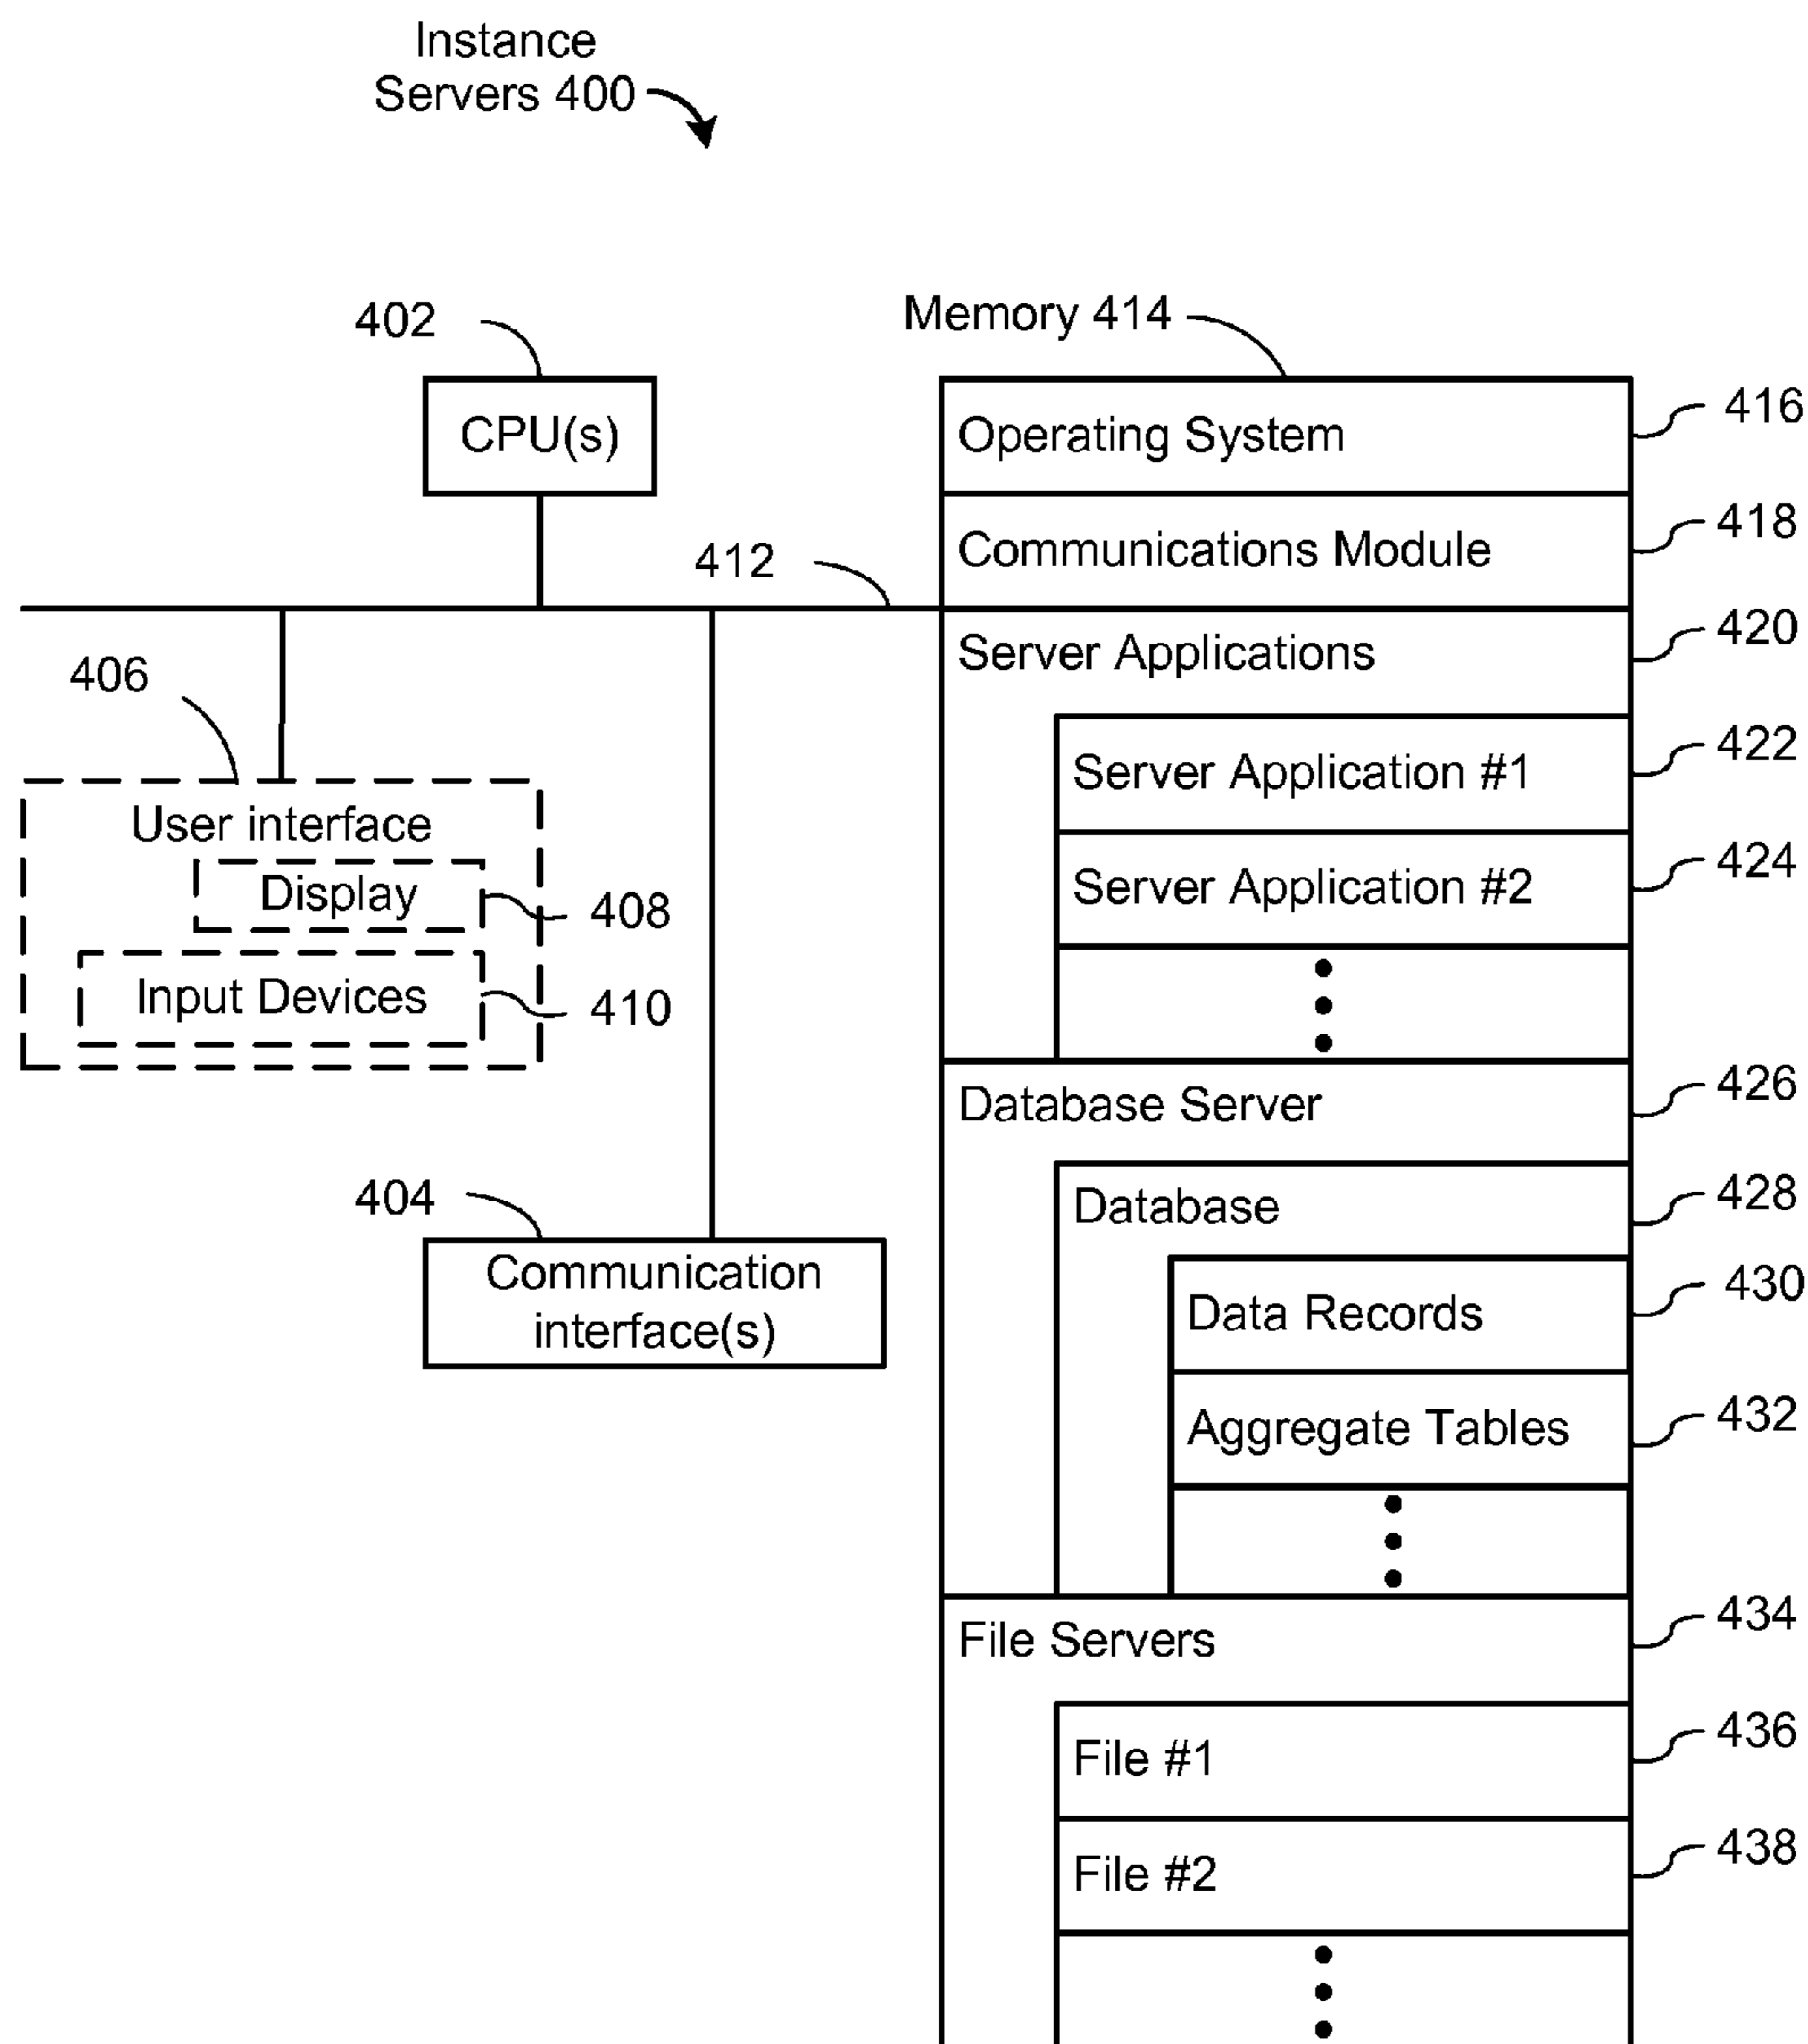 Instance
Servers 400
402
CPU(s)
412
406
User interface
Display
408
Input Devices
410
404
Communication
interface(s)
Memory 414
Operating System
416
Communications Module
418
Server Applications
420
Server Application #1
422
Server Application #2
424
Database Server
426
Database
428
Data Records
430
Aggregate Tables
432
File Servers
434
File #1
436
File #2
438